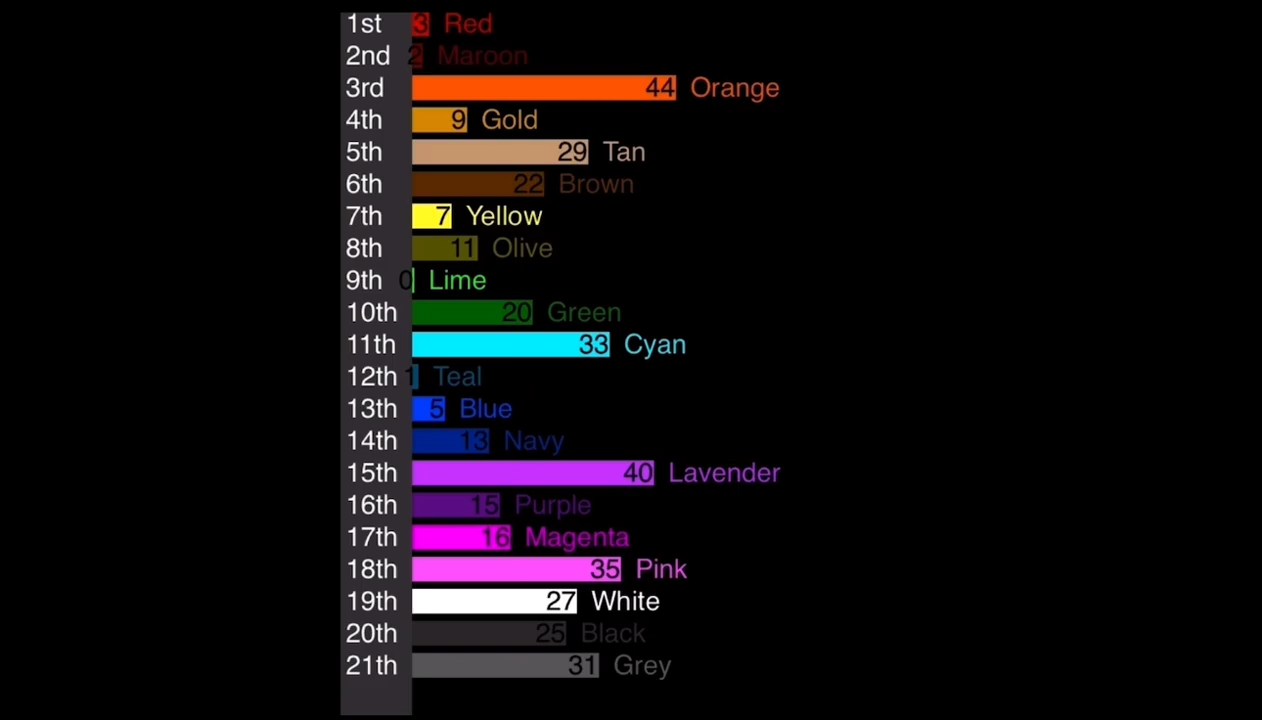 1st 3 Red
2nd 2 Maroon
3rd 44 Orange
4th 9 Gold
5th 29 Tan
6th 22 Brown
7th 7 Yellow
8th 11 Olive
9th 0 Lime
10th 20 Green
11th 33 Cyan
12th 1 Teal
13th 5 Blue
14th 13 Navy
15th 40 Lavender
16th 15 Purple
17th 16 Magenta
18th 35 Pink
19th 27 White
20th 25 Black
21th 31 Grey